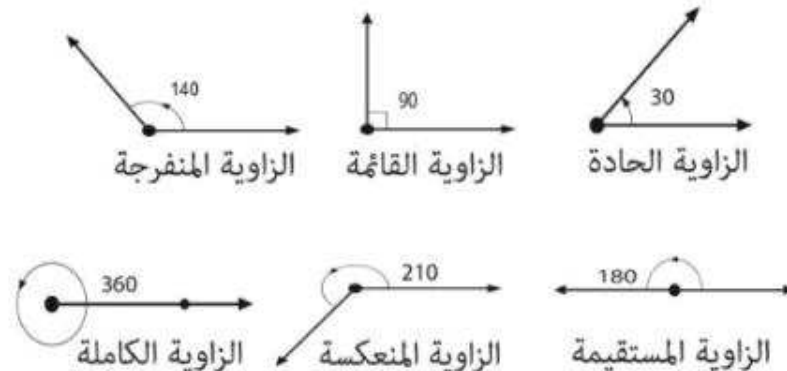 30
90
140
الزاوية الحادة
الزاوية القائمة
الزاوية المنفرجة
180
210
360
الزاوية المستقيمة
الزاوية المنعكسة
الزاوية الكاملة